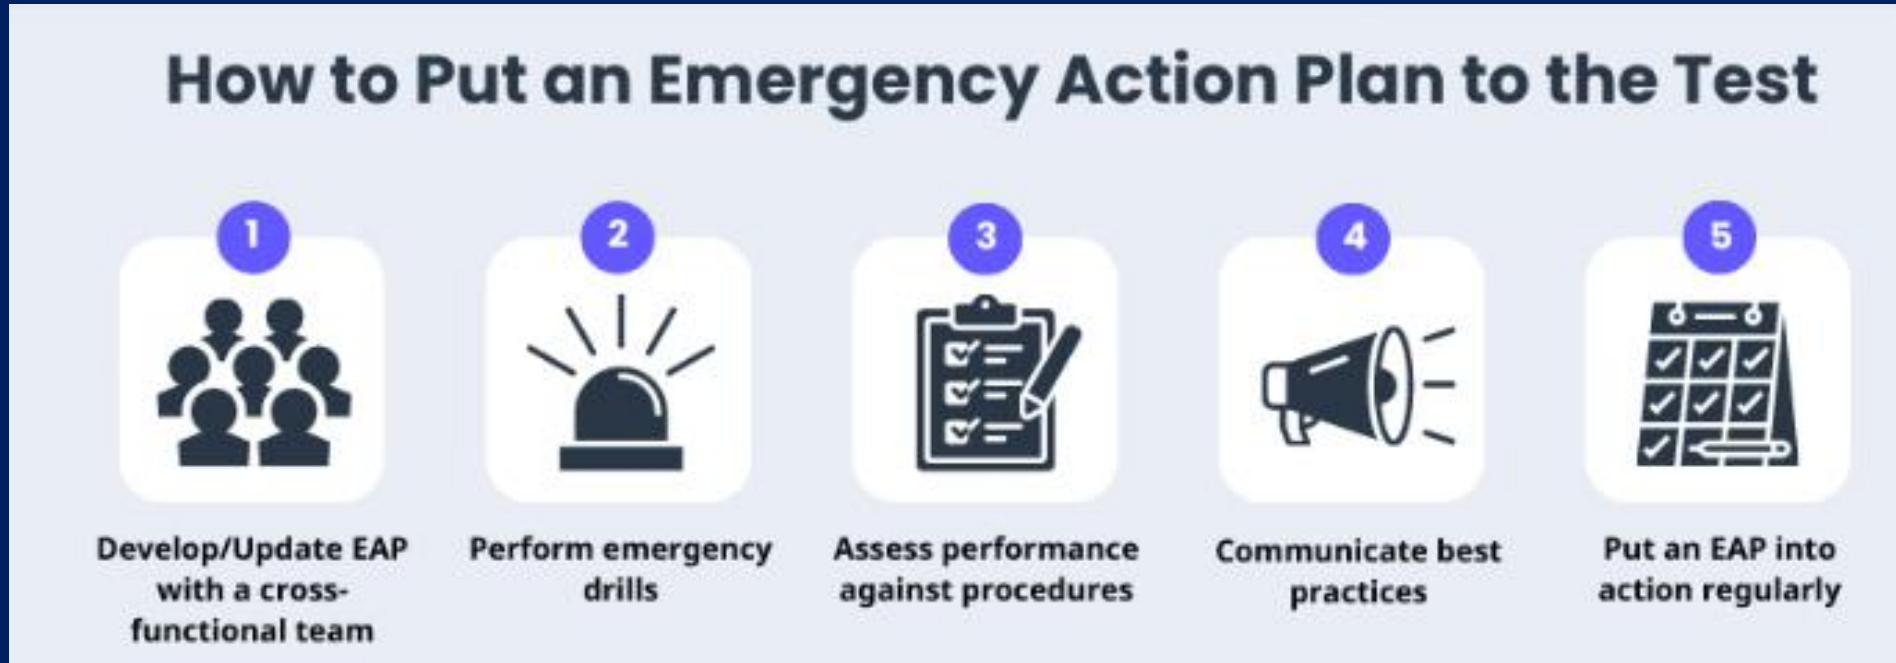 How to Put an Emergency Action Plan to the Test
1
Develop/Update EAP
with a cross-
functional team
2
Perform emergency
drills
3
Assess performance
against procedures
4
Communicate best
practices
5
Put an EAP into
action regularly